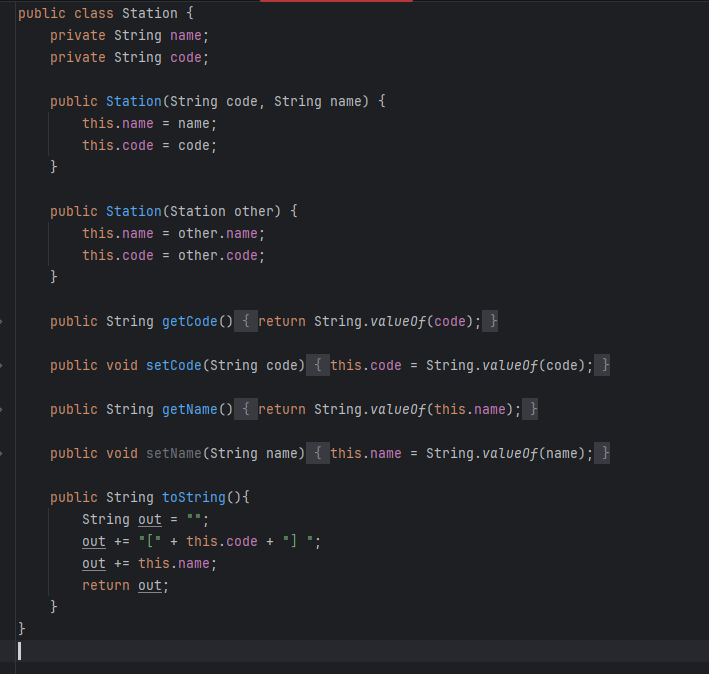 public class Station {
    private String name;
    private String code;

    public Station(String code, String name) {
        this.name = name;
        this.code = code;
    }

    public Station(Station other) {
        this.name = other.name;
        this.code = other.code;
    }

    public String getCode() { return String.valueOf(code); }

    public void setCode(String code) { this.code = String.valueOf(code); }

    public String getName() { return String.valueOf(this.name); }

    public void setName(String name) { this.name = String.valueOf(name); }

    public String toString(){
        String out = "";
        out += "[" + this.code + "] ";
        out += this.name;
        return out;
    }
}